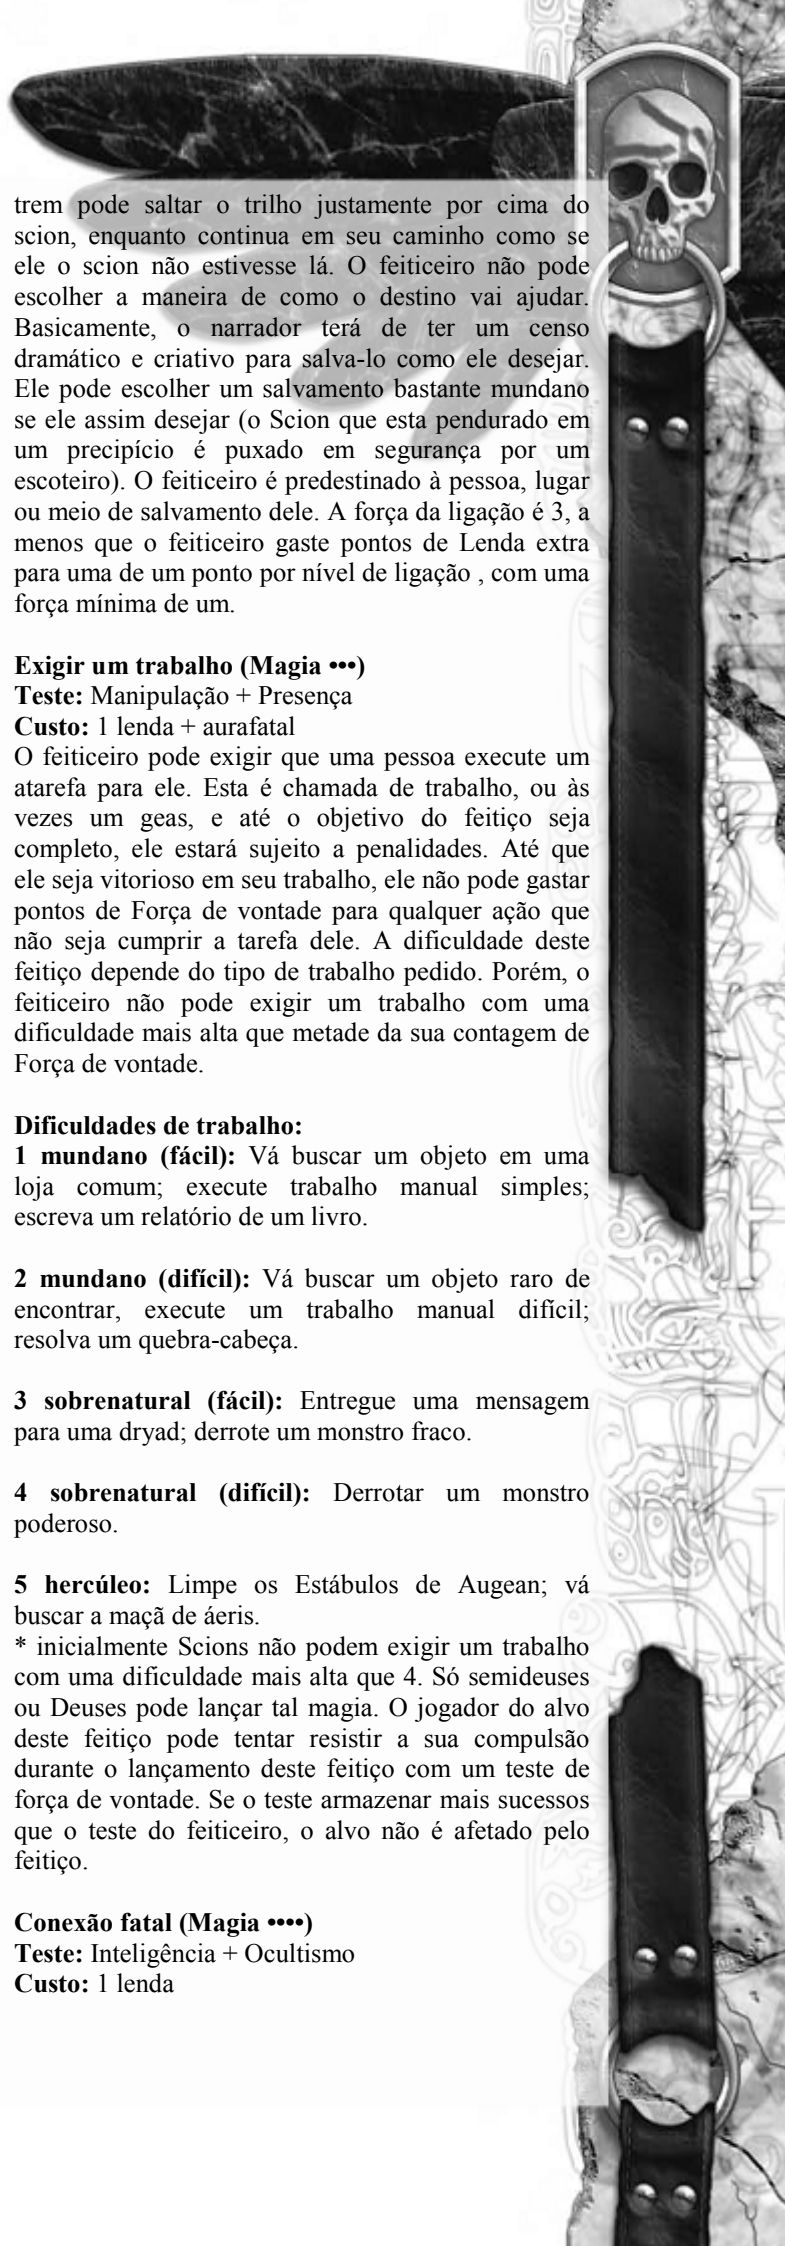 trem pode saltar o trilho justamente por cima do
scion, enquanto continua em seu caminho como se
ele o scion não estivesse lá. O feiticeiro não pode
escolher a maneira de como o destino vai ajudar.
Basicamente, o narrador terá de ter um censo
dramático e criativo para salva-lo como ele desejar.
Ele pode escolher um salvamento bastante mundano
se ele assim desejar (o Scion que esta pendurado em
um precipício é puxado em segurança por um
escoteiro). O feiticeiro é predestinado à pessoa, lugar
ou meio de salvamento dele. A força da ligação é 3, a
menos que o feiticeiro gaste pontos de Lenda extra
para uma de um ponto por nível de ligação , com uma
força mínima de um.

Exigir um trabalho (Magia •••)
Teste: Manipulação + Presença
Custo: 1 lenda + aurafatal
O feiticeiro pode exigir que uma pessoa execute um
atarefa para ele. Esta é chamada de trabalho, ou às
vezes um geas, e até o objetivo do feitiço seja
completo, ele estará sujeito a penalidades. Até que
ele seja vitorioso em seu trabalho, ele não pode gastar
pontos de Força de vontade para qualquer ação que
não seja cumprir a tarefa dele. A dificuldade deste
feitiço depende do tipo de trabalho pedido. Porém, o
feiticeiro não pode exigir um trabalho com uma
dificuldade mais alta que metade da sua contagem de
Força de vontade.

Dificuldades de trabalho:
1 mundano (fácil): Vá buscar um objeto em uma
loja comum; execute trabalho manual simples;
escreva um relatório de um livro.

2 mundano (difícil): Vá buscar um objeto raro de
encontrar, execute um trabalho manual difícil;
resolva um quebra-cabeça.

3 sobrenatural (fácil): Entregue uma mensagem
para uma dryad; derrote um monstro fraco.

4 sobrenatural (difícil): Derrotar um monstro
poderoso.

5 hercúleo: Limpe os Estábulos de Augean; vá
buscar a maçã de áeris.
* inicialmente Scions não podem exigir um trabalho
com uma dificuldade mais alta que 4. Só semideuses
ou Deuses pode lançar tal magia. O jogador do alvo
deste feitiço pode tentar resistir a sua compulsão
durante o lançamento deste feitiço com um teste de
força de vontade. Se o teste armazenar mais sucessos
que o teste do feiticeiro, o alvo não é afetado pelo
feitiço.

Conexão fatal (Magia ••••)
Teste: Inteligência + Ocultismo
Custo: 1 lenda